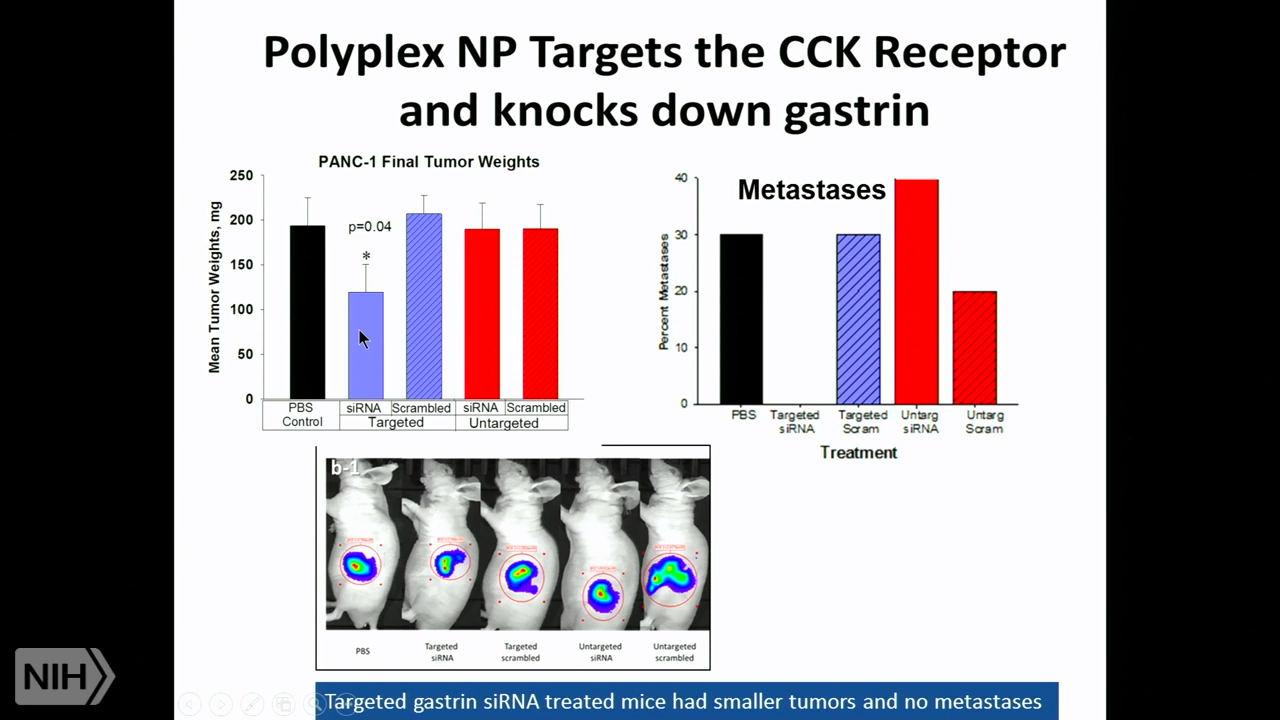 Polyplex NP Targets the CCK Receptor
and knocks down gastrin
PANC-1 Final Tumor Weights
Mean Tumor Weights, mg
250
200
150
100
50
0
p=0.04
*
PBS
Control
siRNA
Scrambled
siRNA
Scrambled
Targeted
Untargeted
Metastases
Percent Metastases
40
30
20
10
0
PBS
Targeted
siRNA
Targeted
Scram
Untarg
siRNA
Untarg
Scram
Treatment
b-1
PBS
Targeted
siRNA
Targeted
scrambled
Untargeted
siRNA
Untargeted
scrambled
Targeted gastrin siRNA treated mice had smaller tumors and no metastases
NIH